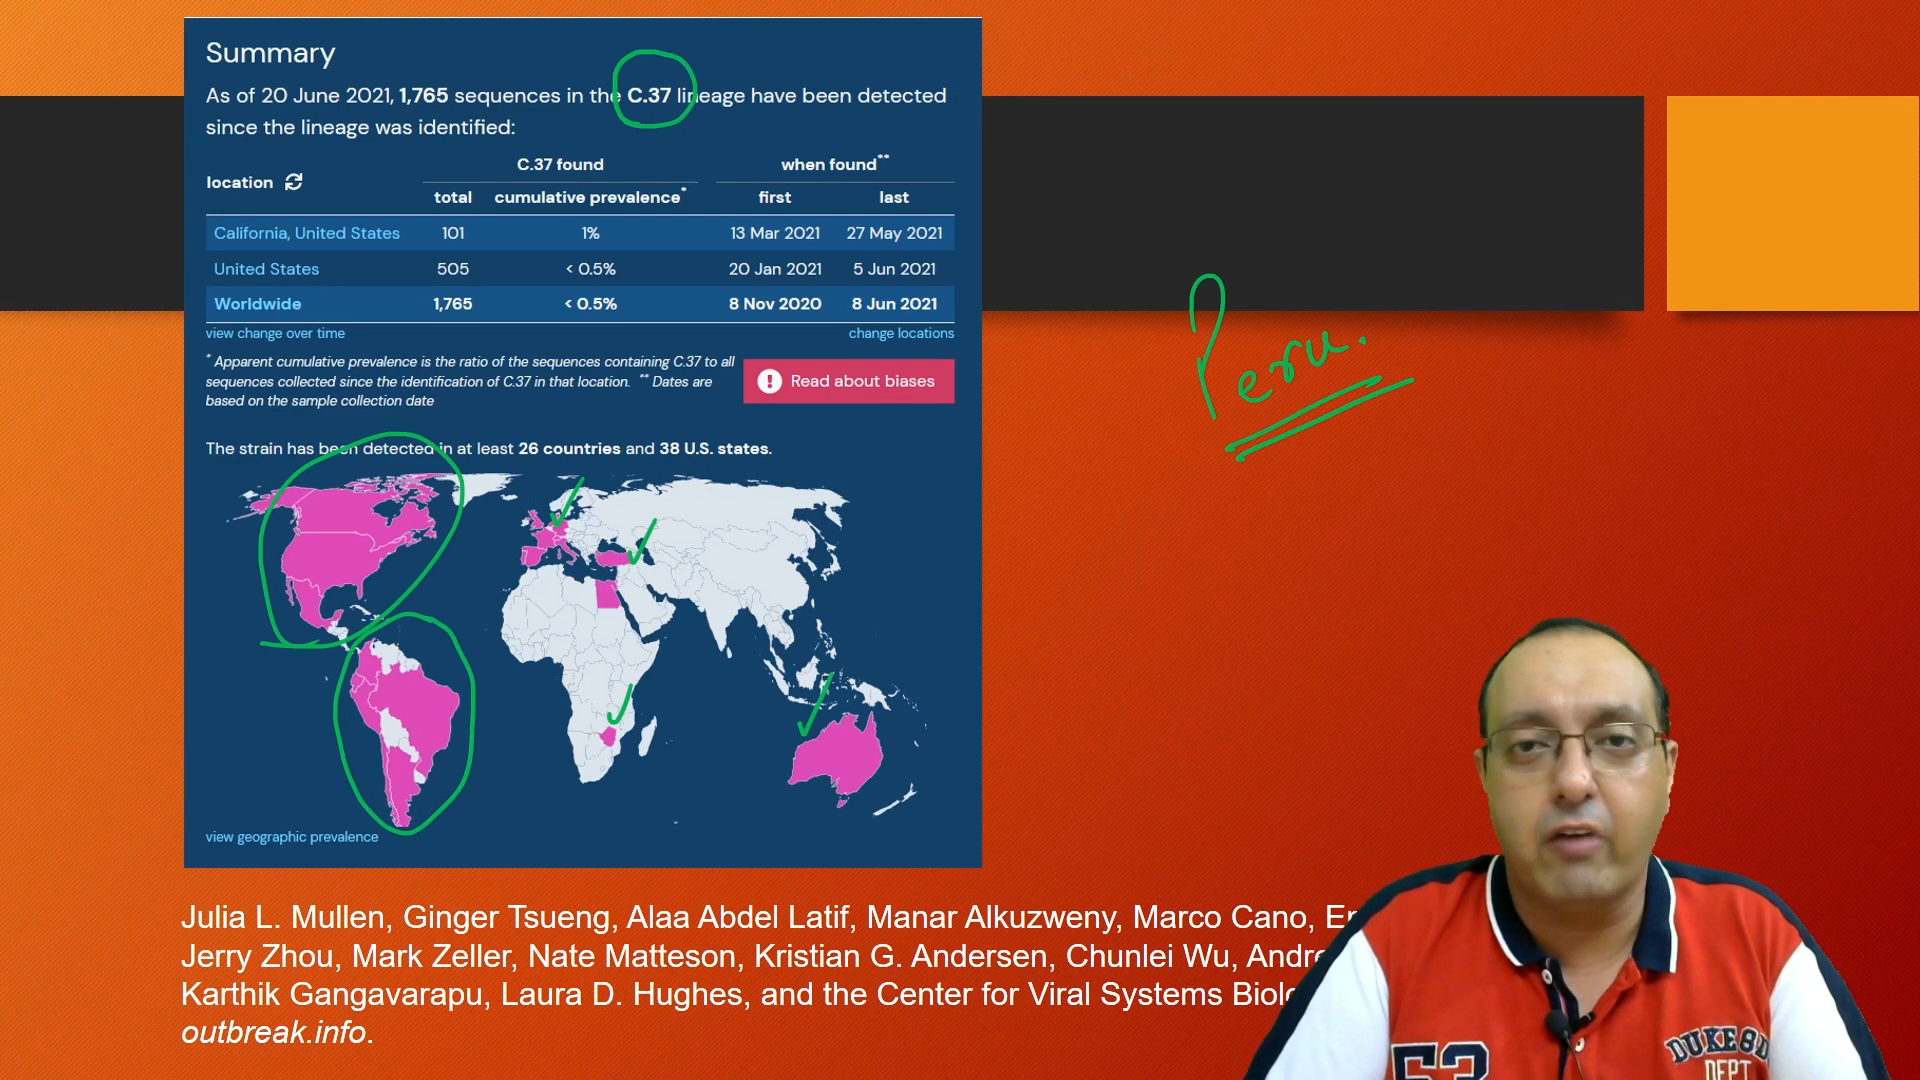 Summary
As of 20 June 2021, 1,765 sequences in the C.37 lineage have been detected
since the lineage was identified:
C.37 found when found**
location
total cumulative prevalence* first last
California, United States 101 1% 13 Mar 2021 27 May 2021
United States 505 < 0.5% 20 Jan 2021 5 Jun 2021
Worldwide 1,765 < 0.5% 8 Nov 2020 8 Jun 2021
view change over time change locations
* Apparent cumulative prevalence is the ratio of the sequences containing C.37 to all
sequences collected since the identification of C.37 in that location. ** Dates are
based on the sample collection date
! Read about biases
Peru.
The strain has been detected in at least 26 countries and 38 U.S. states.
view geographic prevalence
Julia L. Mullen, Ginger Tsueng, Alaa Abdel Latif, Manar Alkuzweny, Marco Cano,
Jerry Zhou, Mark Zeller, Nate Matteson, Kristian G. Andersen, Chunlei Wu,
Karthik Gangavarapu, Laura D. Hughes, and the Center for Viral Systems
outbreak.info.
53
DEPT